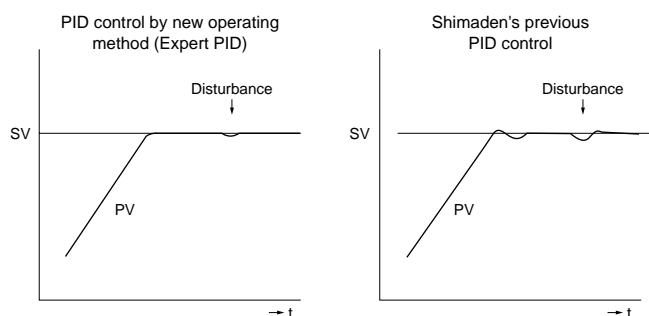 PID control by new operating
method (Expert PID)
Disturbance
SV
PV
t
Shimaden's previous
PID control
Disturbance
SV
PV
t